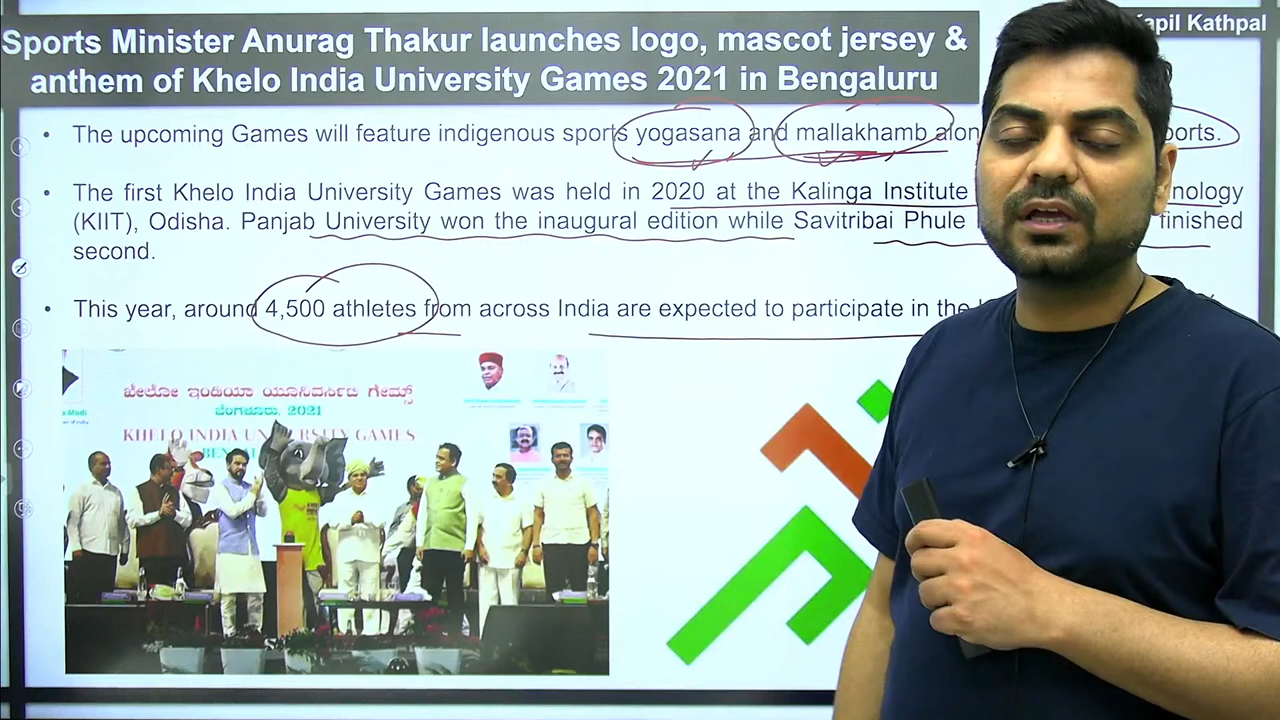 Kapil Kathpal
Sports Minister Anurag Thakur launches logo, mascot jersey &
anthem of Khelo India University Games 2021 in Bengaluru
• The upcoming Games will feature indigenous sports yogasana and mallakhamb
• The first Khelo India University Games was held in 2020 at the Kalinga Institute
(KIIT), Odisha. Panjab University won the inaugural edition while Savitribai Phule finished
second.
• This year, around 4,500 athletes from across India are expected to participate in the
ಖೇಲೋ ಇಂಡಿಯಾ ಯೂನಿವರ್ಸಿಟಿ ಗೇಮ್ಸ್
ಬೆಂಗಳೂರು, 2021
KHELO INDIA UNIVERSITY GAMES